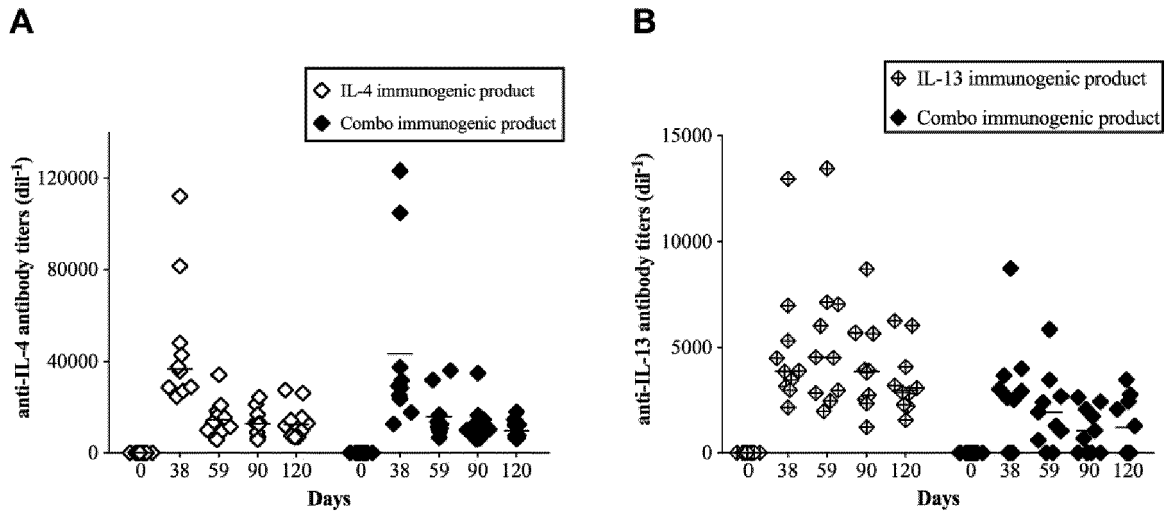 A
IL-4 immunogenic product
Combo immunogenic product
anti-IL-4 antibody titers (dil⁻¹)
120000
80000
40000
0
0 38 59 90 120 0 38 59 90 120
Days
B
IL-13 immunogenic product
Combo immunogenic product
anti-IL-13 antibody titers (dil⁻¹)
15000
10000
5000
0
0 38 59 90 120 0 38 59 90 120
Days